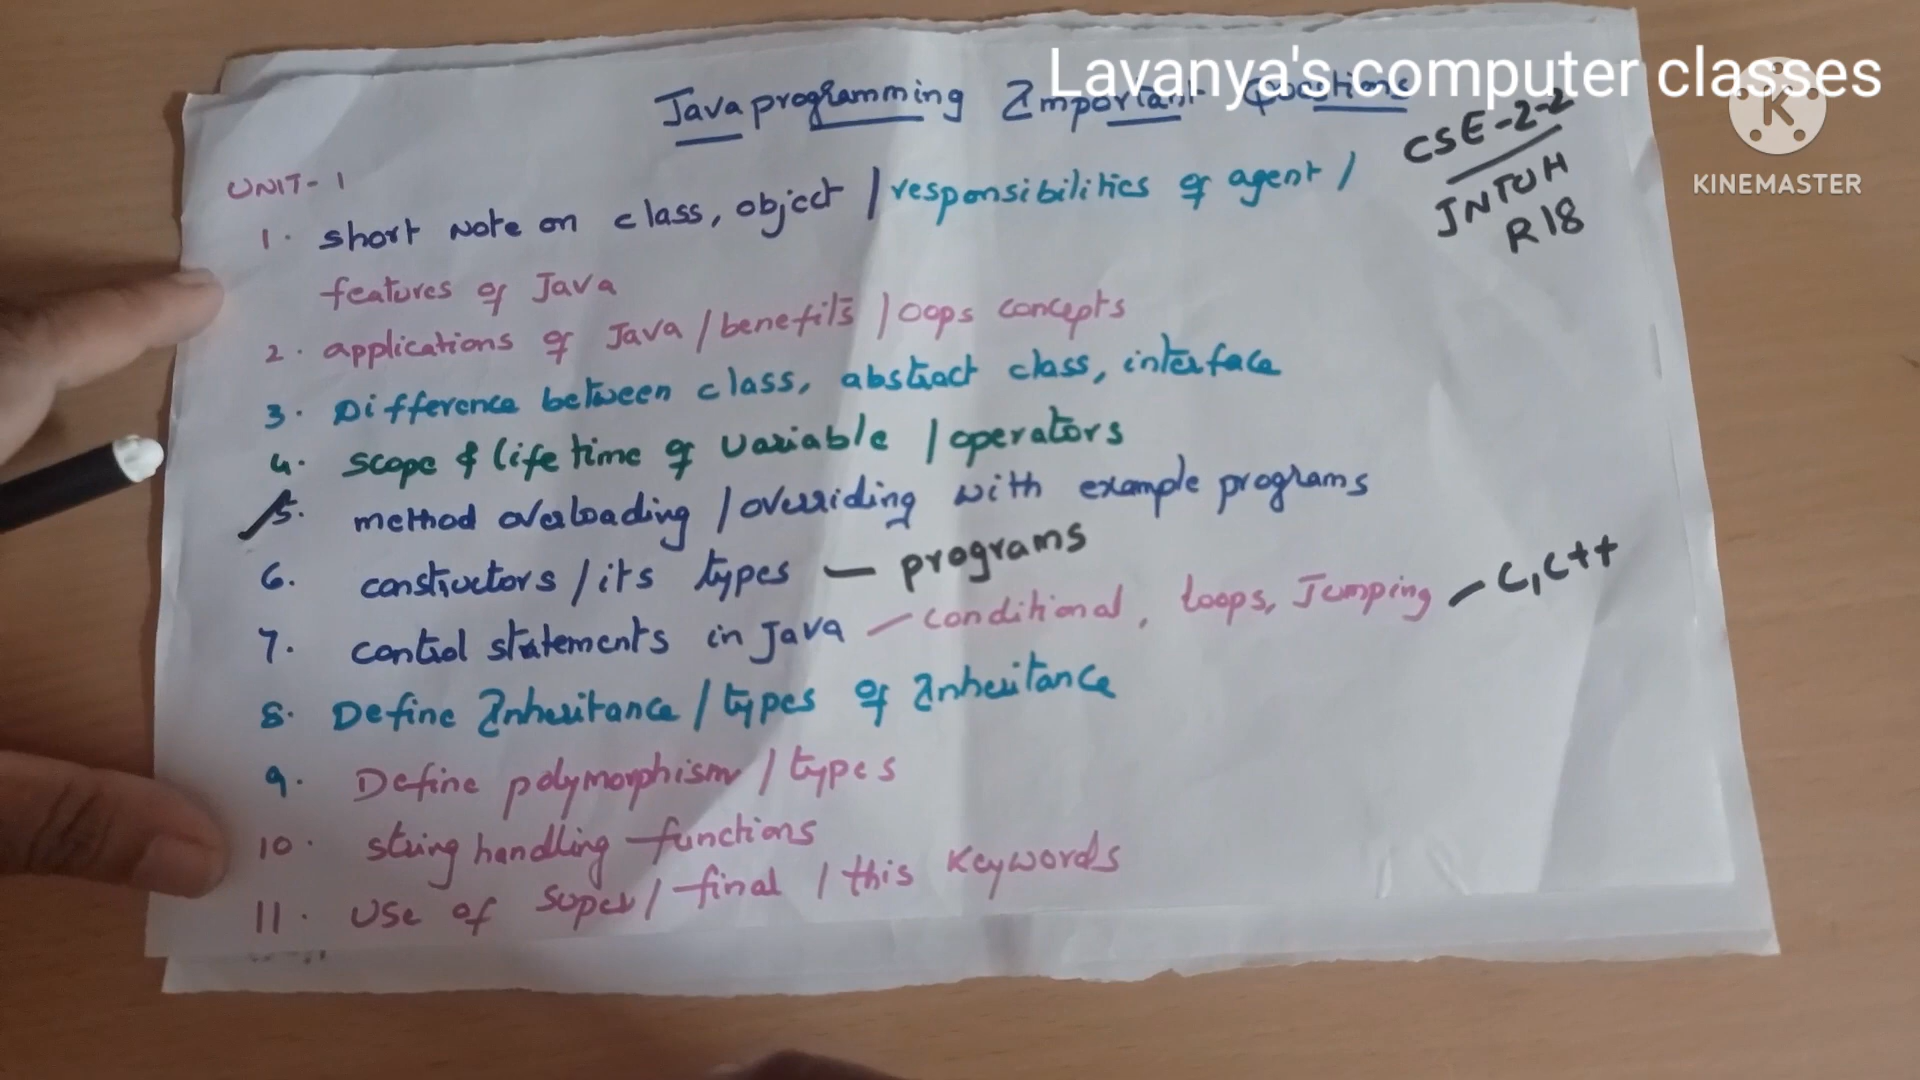 Lavanya's computer classes
KINEMASTER
Java programming Important Questions
CSE-2-2
JNTUH
R18
UNIT-1
1. short Note on class, object / responsibilities of agent /
features of Java
2. applications of Java / benefits / oops concepts
3. Difference between class, abstract class, interface
4. scope & life time of variable / operators
5. method overloading / overriding with example programs
6. constructors / its types — programs
7. control statements in Java — conditional, loops, Jumping — C, C++
8. Define Inheritance / types of Inheritance
9. Define polymorphism / types
10. string handling functions
11. Use of super / final / this keywords